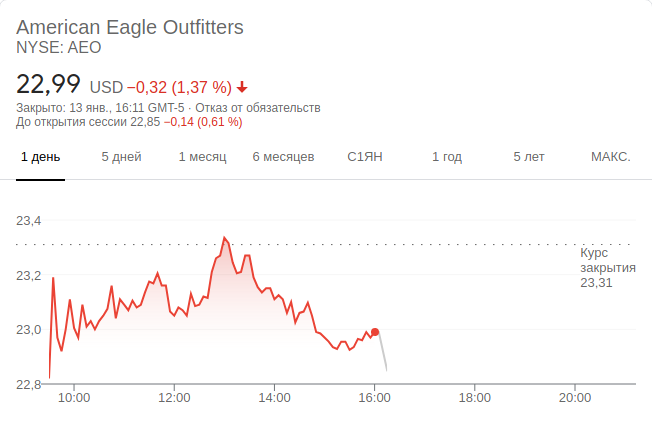 American Eagle Outfitters
NYSE: AEO
22,99 USD −0,32 (1,37 %)
Закрыто: 13 янв., 16:11 GMT-5 · Отказ от обязательств
До открытия сессии 22,85 −0,14 (0,61 %)
1 день 5 дней 1 месяц 6 месяцев С1ЯН 1 год 5 лет МАКС.
23,4
Курс
закрытия
23,31
23,2
23,0
22,8
10:00 12:00 14:00 16:00 18:00 20:00